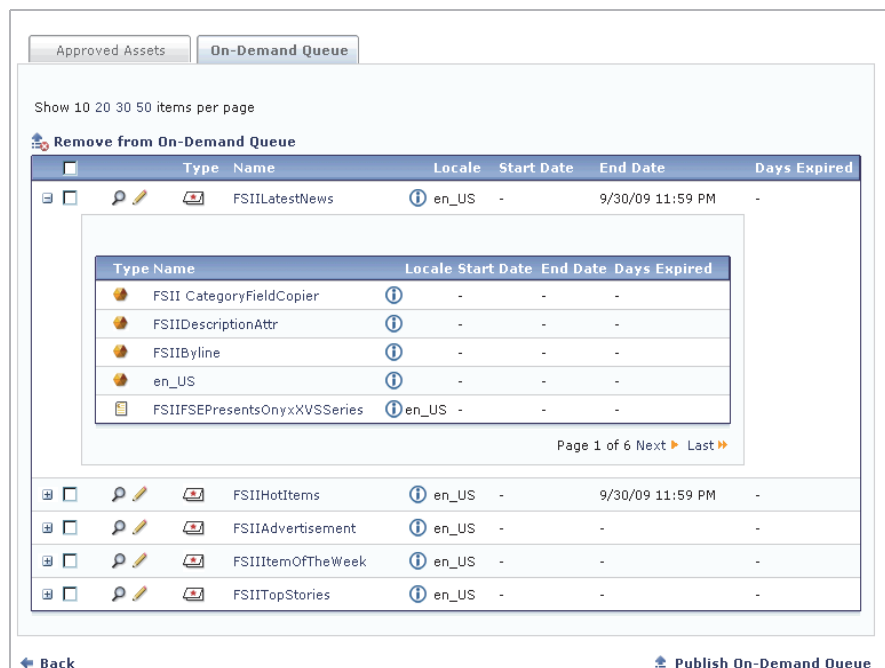 Approved Assets On-Demand Queue
Show 10 20 30 50 items per page
Remove from On-Demand Queue
Type Name Locale Start Date End Date Days Expired
FSIILatestNews en_US - 9/30/09 11:59 PM -
Type Name Locale Start Date End Date Days Expired
FSII CategoryFieldCopier - - -
FSIIDescriptionAttr - - -
FSIIByline - - -
en_US - - -
FSIIFSEPresentsOnyxXVSSeries en_US - - -
Page 1 of 6 Next Last
FSIIHotItems en_US - 9/30/09 11:59 PM -
FSIIAdvertisement en_US - - -
FSIIItemOfTheWeek en_US - - -
FSIITopStories en_US - - -
Back Publish On-Demand Queue